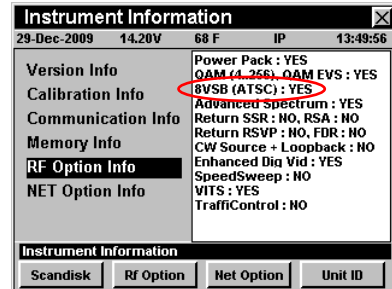 Instrument Information
29-Dec-2009 14.20V 68 F IP 13:49:56
Version Info
Calibration Info
Communication Info
Memory Info
RF Option Info
NET Option Info
Power Pack : YES
QAM (4..256), QAM EVS : YES
8VSB (ATSC) : YES
Advanced Spectrum : YES
Return SSR : NO, RSA : NO
Return RSVP : NO, FDR : NO
CW Source + Loopback : NO
Enhanced Dig Vid : YES
SpeedSweep : NO
VITS : YES
TraffiControl : NO
Instrument Information
Scandisk Rf Option Net Option Unit ID